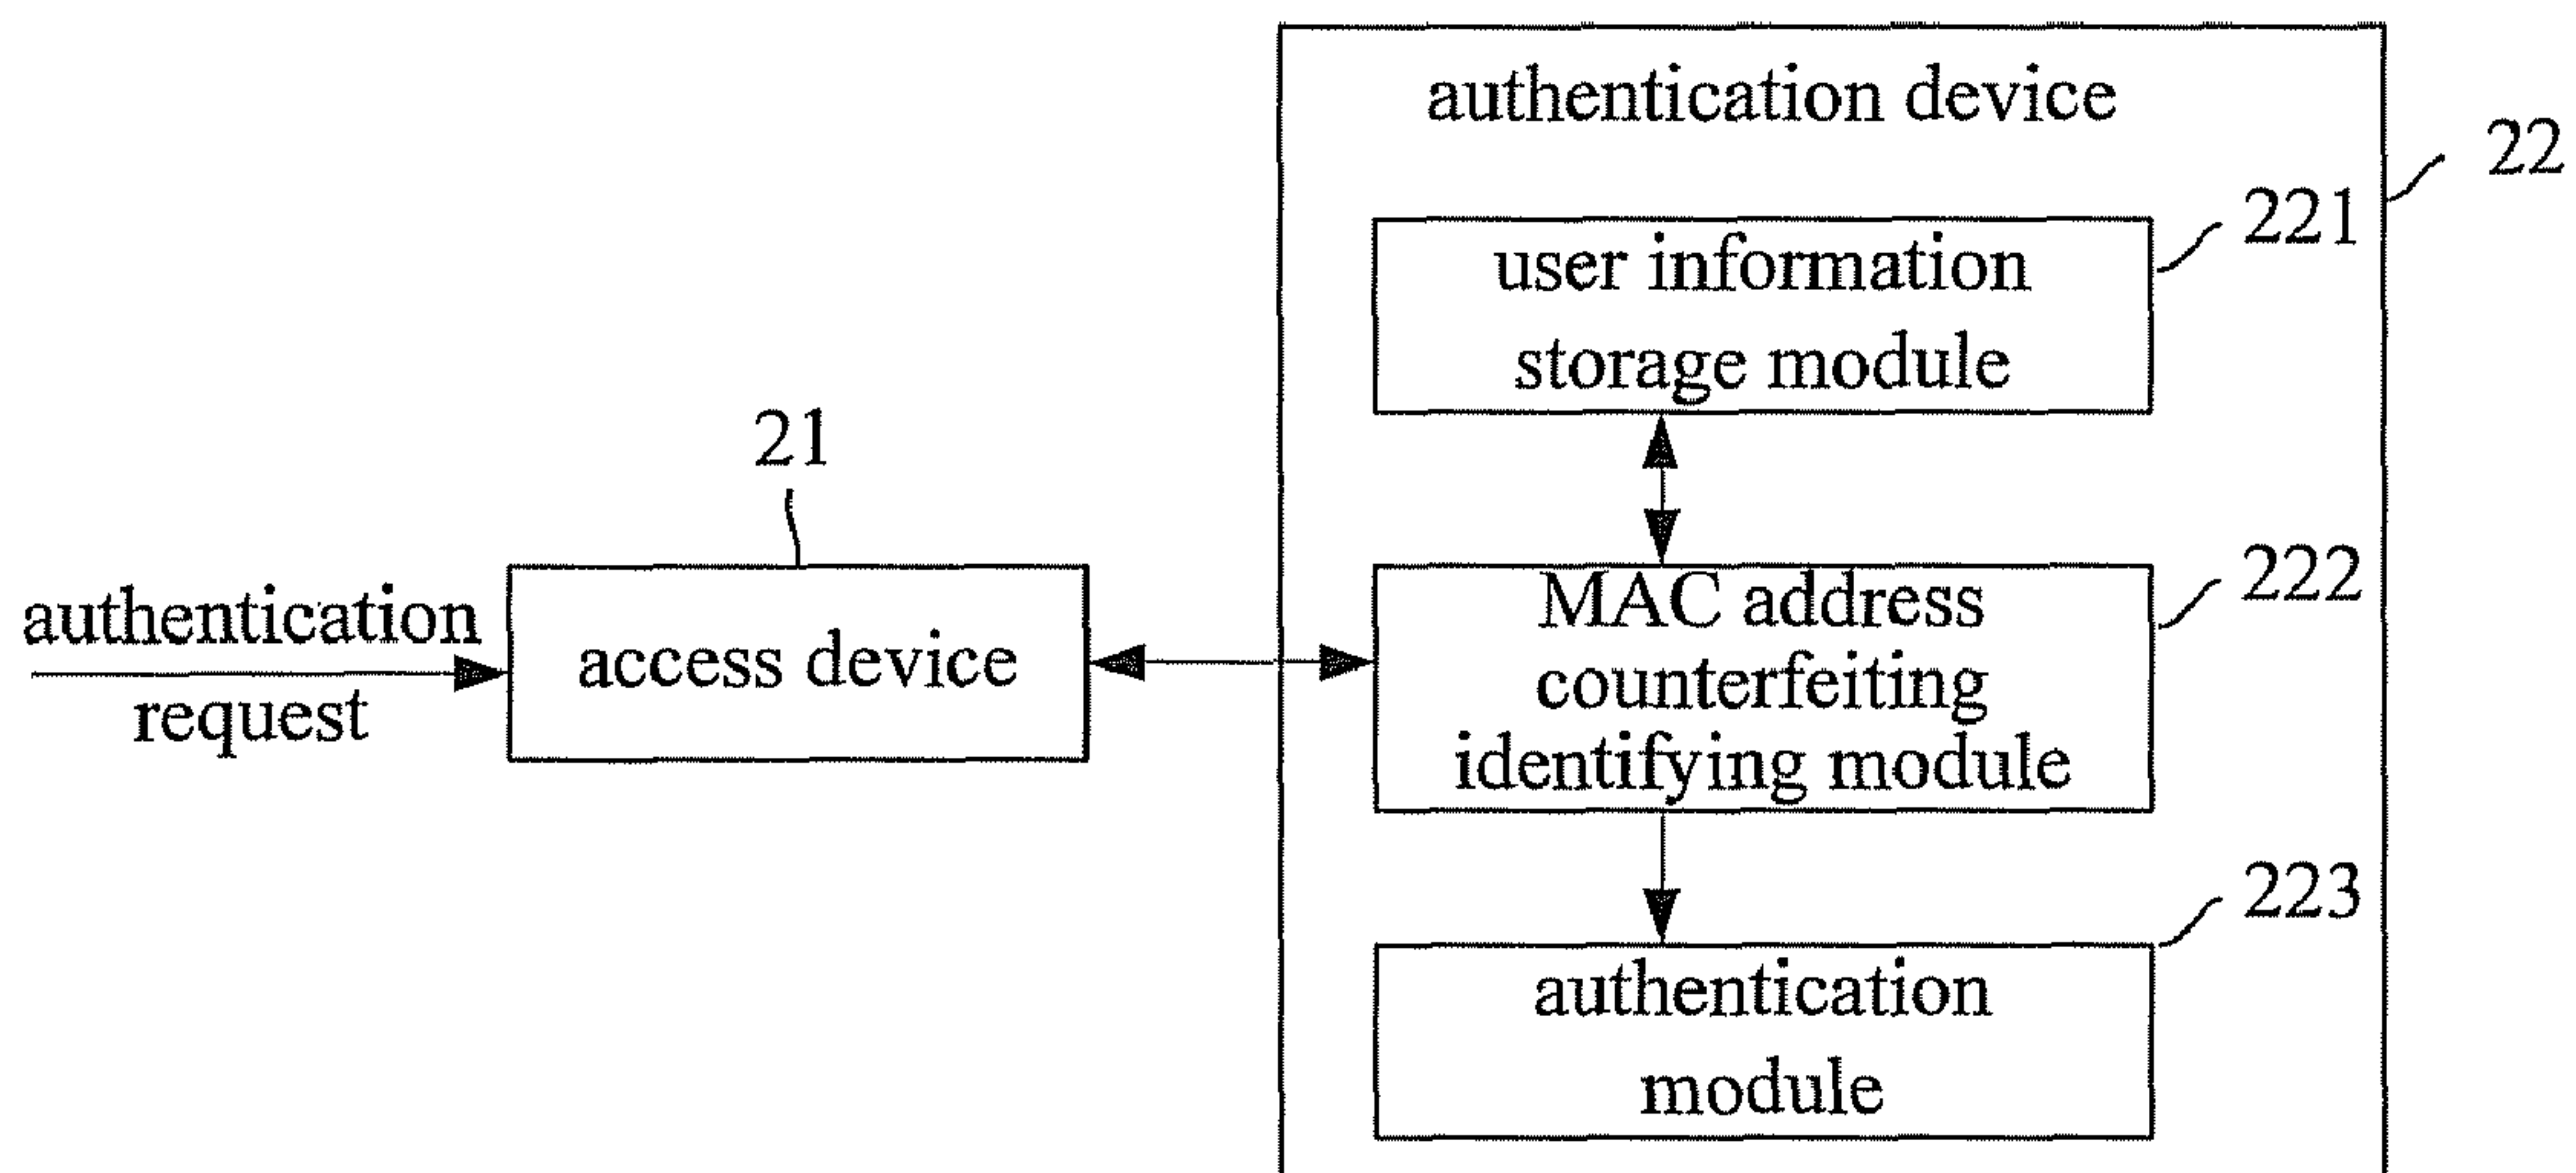 authentication device
22
221
user information
storage module
21
222
authentication
request
access device
MAC address
counterfeiting
identifying module
223
authentication
module